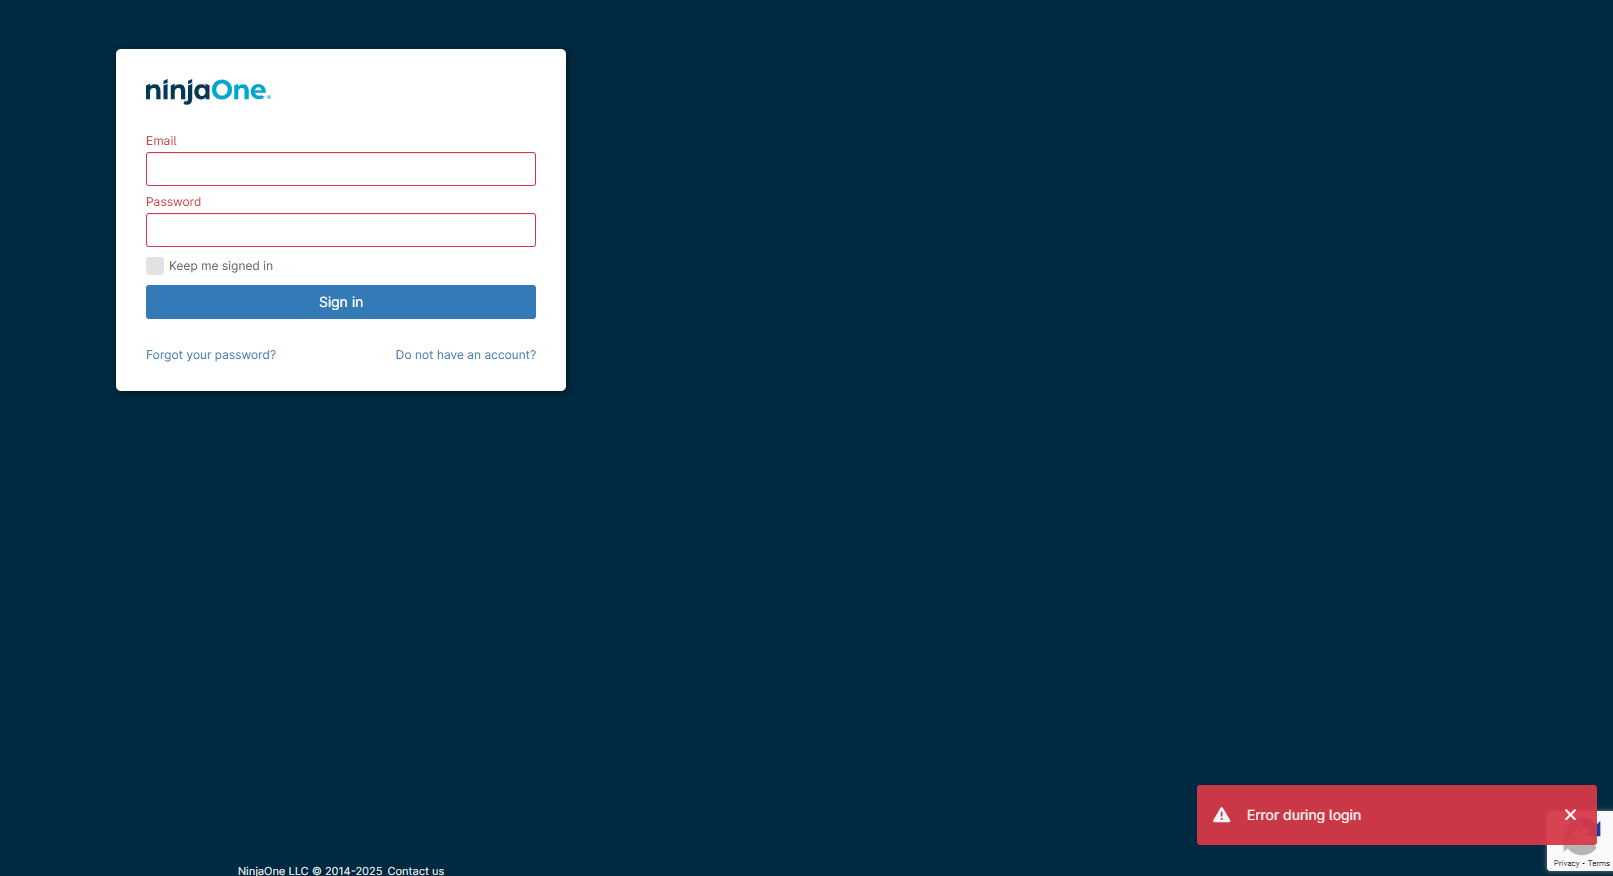 ninjaOne.
Email
Password
Keep me signed in
Sign in
Forgot your password?
Do not have an account?
Error during login
Privacy - Terms
NinjaOne LLC © 2014-2025 Contact us